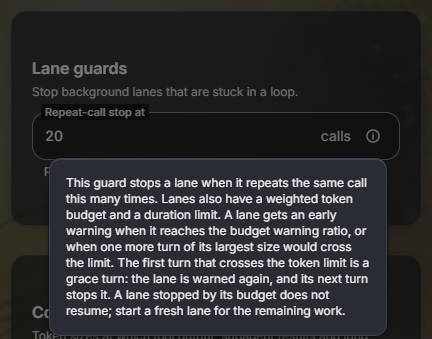 Lane guards
Stop background lanes that are stuck in a loop.
Repeat-call stop at
20 calls
This guard stops a lane when it repeats the same call
this many times. Lanes also have a weighted token
budget and a duration limit. A lane gets an early
warning when it reaches the budget warning ratio, or
when one more turn of its largest size would cross
the limit. The first turn that crosses the token limit is a
grace turn: the lane is warned again, and its next turn
stops it. A lane stopped by its budget does not
resume; start a fresh lane for the remaining work.